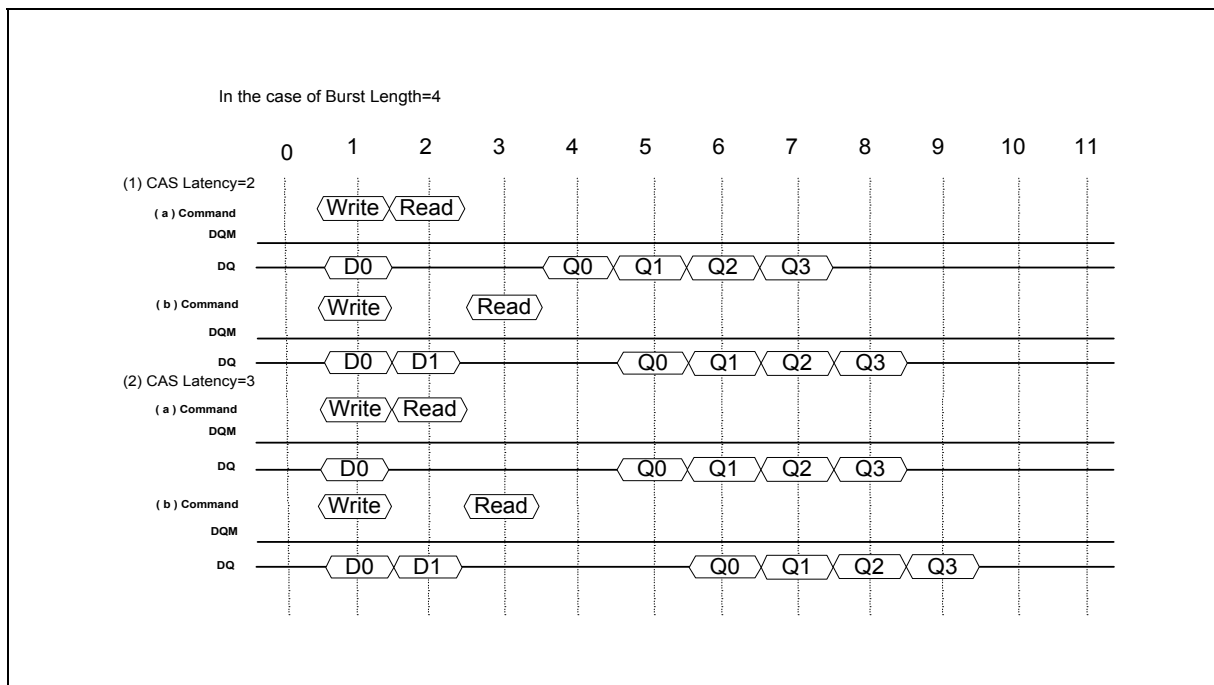 In the case of Burst Length=4
0 1 2 3 4 5 6 7 8 9 10 11
(1) CAS Latency=2
( a ) Command Write Read
DQM
DQ D0 Q0 Q1 Q2 Q3
( b ) Command Write Read
DQM
DQ D0 D1 Q0 Q1 Q2 Q3
(2) CAS Latency=3
( a ) Command Write Read
DQM
DQ D0 Q0 Q1 Q2 Q3
( b ) Command Write Read
DQM
DQ D0 D1 Q0 Q1 Q2 Q3